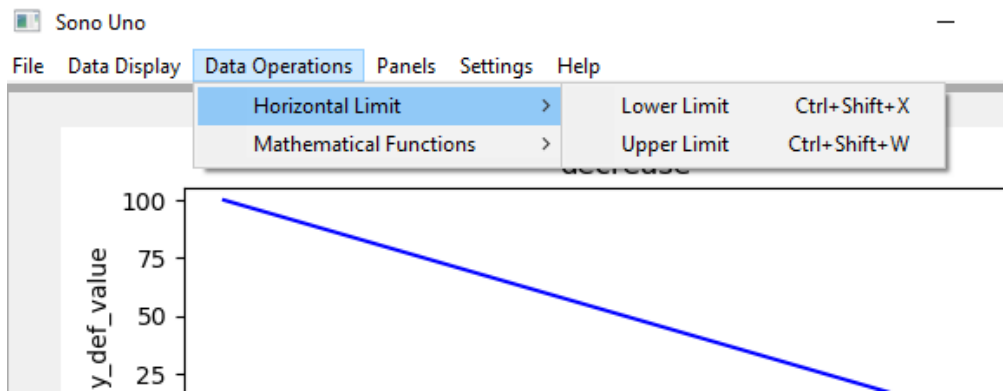 Sono Uno
File Data Display Data Operations Panels Settings Help
Horizontal Limit > Lower Limit Ctrl+Shift+X
Mathematical Functions > Upper Limit Ctrl+Shift+W
decrease
100
75
50
25
y_def_value